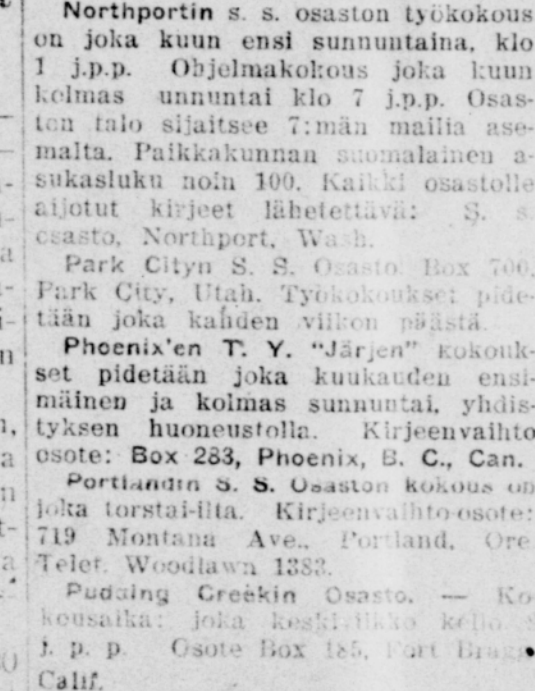 Northportin s. s. osaston työkokous
on joka kuun ensi sunnuntaina, klo
1 j.p.p. Ohjelmakokous joka kuun
kolmas unnuntai klo 7 j.p.p. Osas-
ton talo sijaitsee 7:män mailia ase-
malta. Paikkakunnan suomalainen a-
sukasluku noin 100. Kaikki osastolle
aijotut kirjeet lähetettävä: S. s.
osasto, Northport, Wash.
Park Cityn S. S. Osasto. Box 700,
Park City, Utah. Työkokoukset pide-
tään joka kahden viikon päästä.
Phoenix'en T. Y. "Järjen" kokouk-
set pidetään joka kuukauden ensi-
mäinen ja kolmas sunnuntai, yhdis-
tyksen huoneustolla. Kirjeenvaihto
osote: Box 283, Phoenix, B. C., Can.
Portlandin S. S. Osaston kokous on
joka torstai-ilta. Kirjeenvaihto-osote:
719 Montana Ave., Portland, Ore.
Telef. Woodlawn 1383.
Pudding Creekin Osasto. — Ko-
kousaika: joka keskiviikko kello 8
j. p. p. Osote Box 185, Fort Bragg,
Calif.